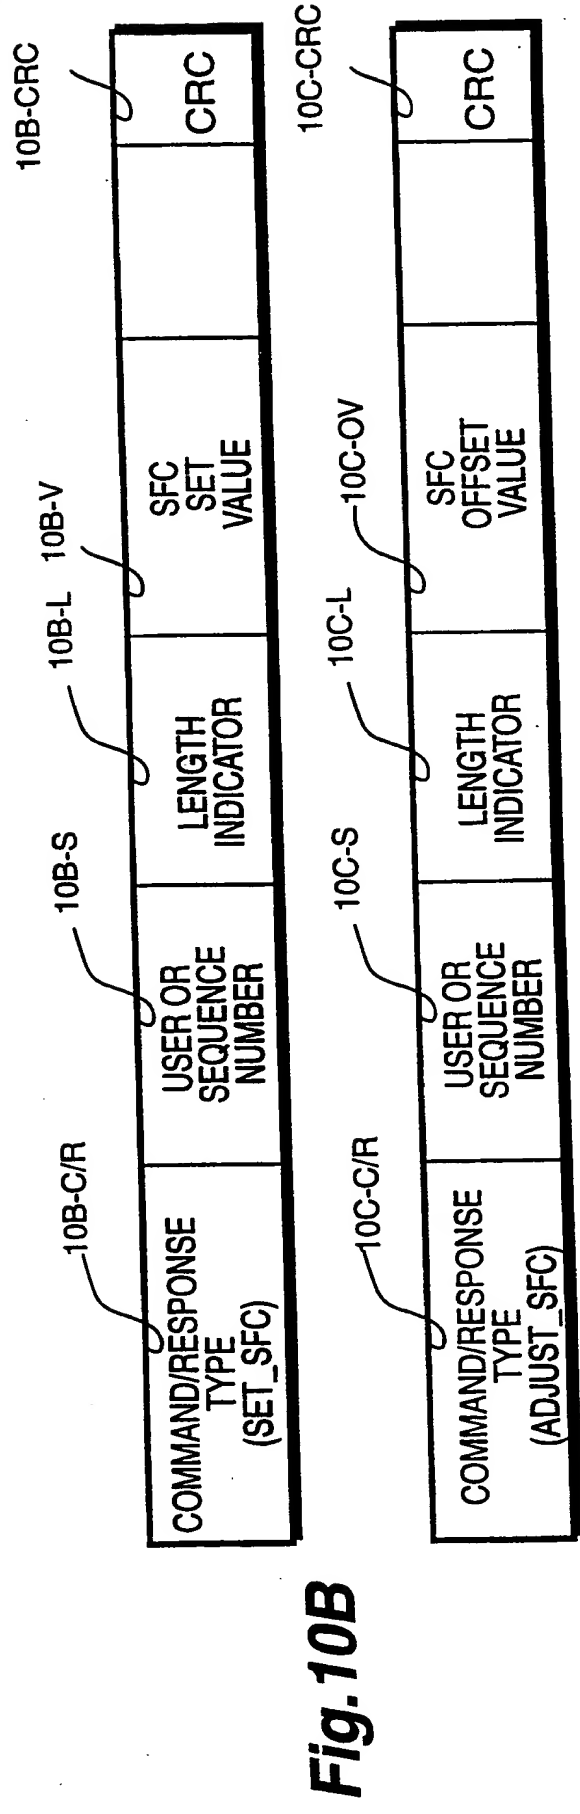 10B-C/R
10B-S
10B-L
10B-V
10B-CRC
COMMAND/RESPONSE
TYPE
(SET_SFC)
USER OR
SEQUENCE
NUMBER
LENGTH
INDICATOR
SFC
SET
VALUE
CRC
10C-C/R
10C-S
10C-L
10C-OV
10C-CRC
COMMAND/RESPONSE
TYPE
(ADJUST_SFC)
USER OR
SEQUENCE
NUMBER
LENGTH
INDICATOR
SFC
OFFSET
VALUE
CRC
Fig.10B